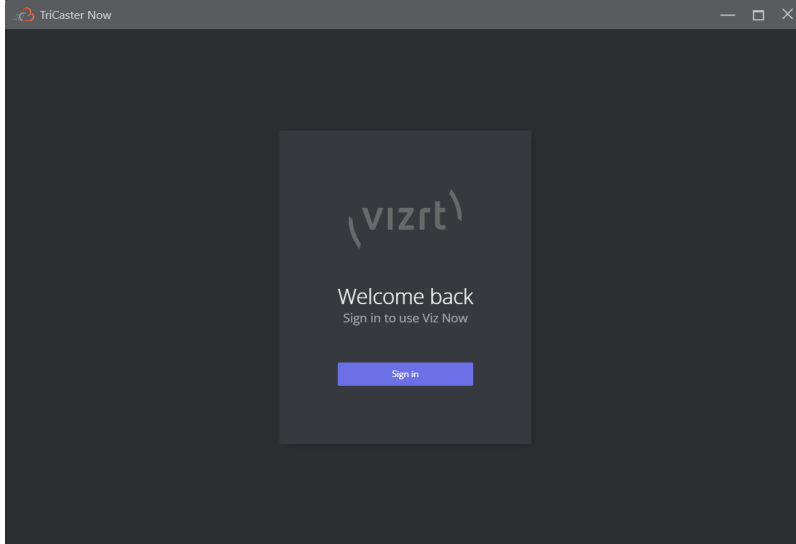 TriCaster Now
vizrt
Welcome back
Sign in to use Viz Now
Sign in